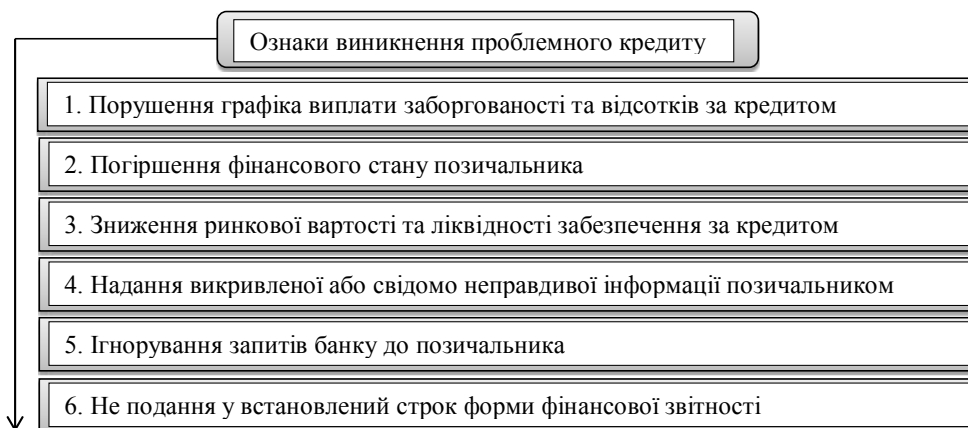 Ознаки виникнення проблемного кредиту
1. Порушення графіка виплати заборгованості та відсотків за кредитом
2. Погіршення фінансового стану позичальника
3. Зниження ринкової вартості та ліквідності забезпечення за кредитом
4. Надання викривленої або свідомо неправдивої інформації позичальником
5. Ігнорування запитів банку до позичальника
6. Не подання у встановлений строк форми фінансової звітності